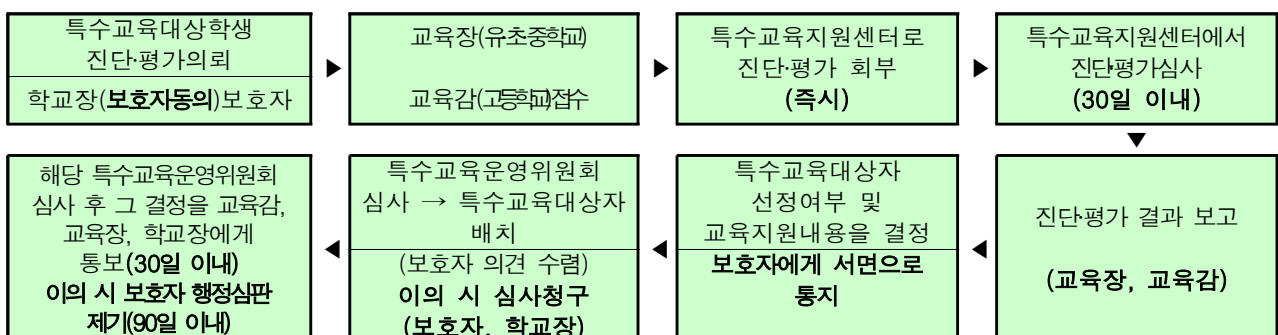 특수교육대상학생
진단·평가의뢰
학교장(보호자동의)보호자
▶
교육장(유·초·중학교)
교육감(고등학교)접수
▶
특수교육지원센터로
진단·평가 회부
(즉시)
▶
특수교육지원센터에서
진단·평가심사
(30일 이내)
▼
진단·평가 결과 보고
(교육장, 교육감)
◀
특수교육대상자
선정여부 및
교육지원내용을 결정
보호자에게 서면으로
통지
◀
특수교육운영위원회
심사 → 특수교육대상자
배치
(보호자 의견 수렴)
이의 시 심사청구
(보호자, 학교장)
◀
해당 특수교육운영위원회
심사 후 그 결정을 교육감,
교육장, 학교장에게
통보(30일 이내)
이의 시 보호자 행정심판
제기(90일 이내)